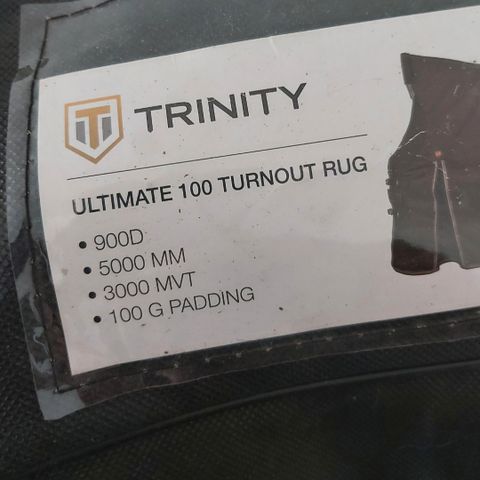 TRINITY
ULTIMATE 100 TURNOUT RUG
• 900D
• 5000 MM
• 3000 MVT
• 100 G PADDING